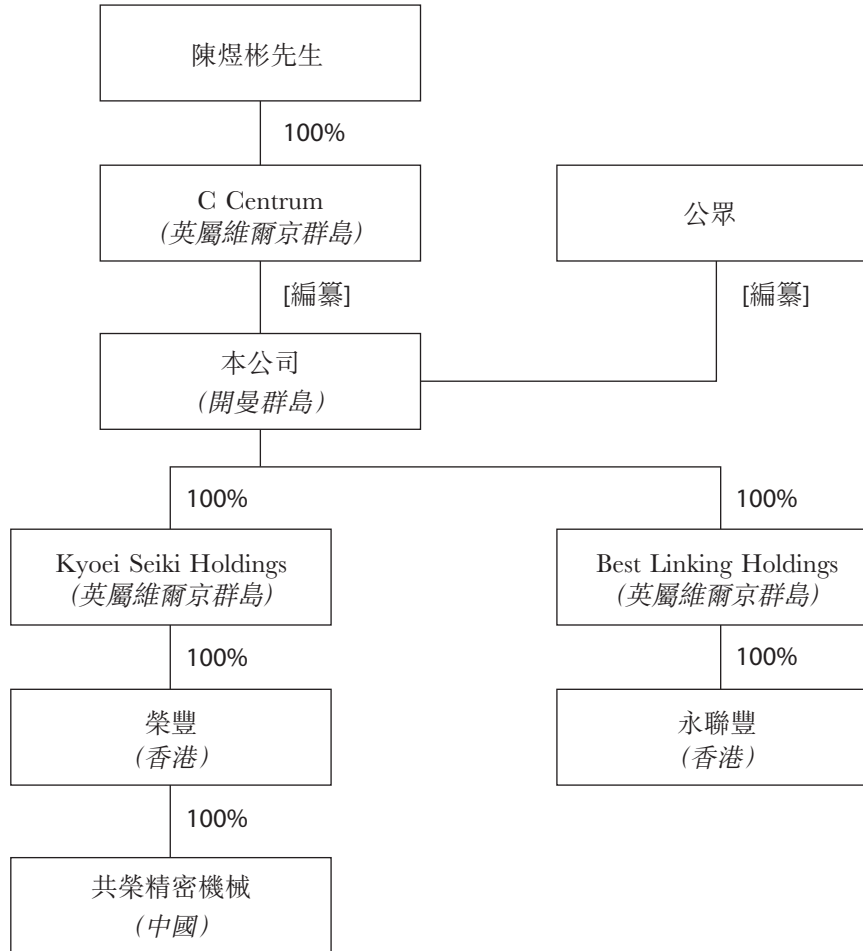 陳煜彬先生
100%
C Centrum
(英屬維爾京群島)
公眾
[編纂]
[編纂]
本公司
(開曼群島)
100%
100%
Kyoei Seiki Holdings
(英屬維爾京群島)
Best Linking Holdings
(英屬維爾京群島)
100%
100%
榮豐
(香港)
永聯豐
(香港)
100%
共榮精密機械
(中國)